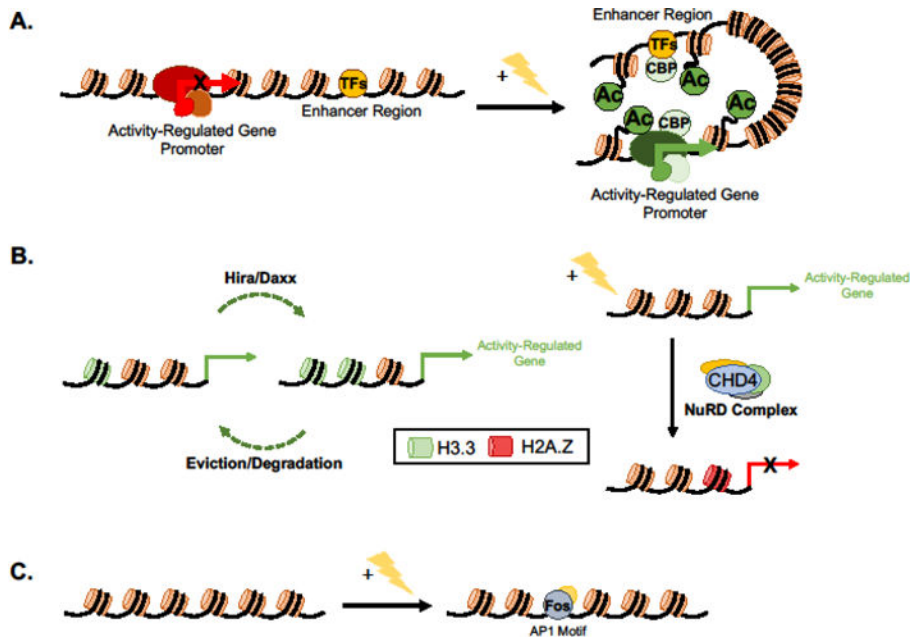 A.
X
TFs
Enhancer Region
Activity-Regulated Gene
Promoter
+
Enhancer Region
TFs
CBP
Ac
Ac
Ac
Ac
CBP
Activity-Regulated Gene
Promoter
B.
Hira/Daxx
Activity-Regulated
Gene
Eviction/Degradation
H3.3
H2A.Z
+
Activity-Regulated
Gene
CHD4
NuRD Complex
X
C.
+
Fos
AP1 Motif